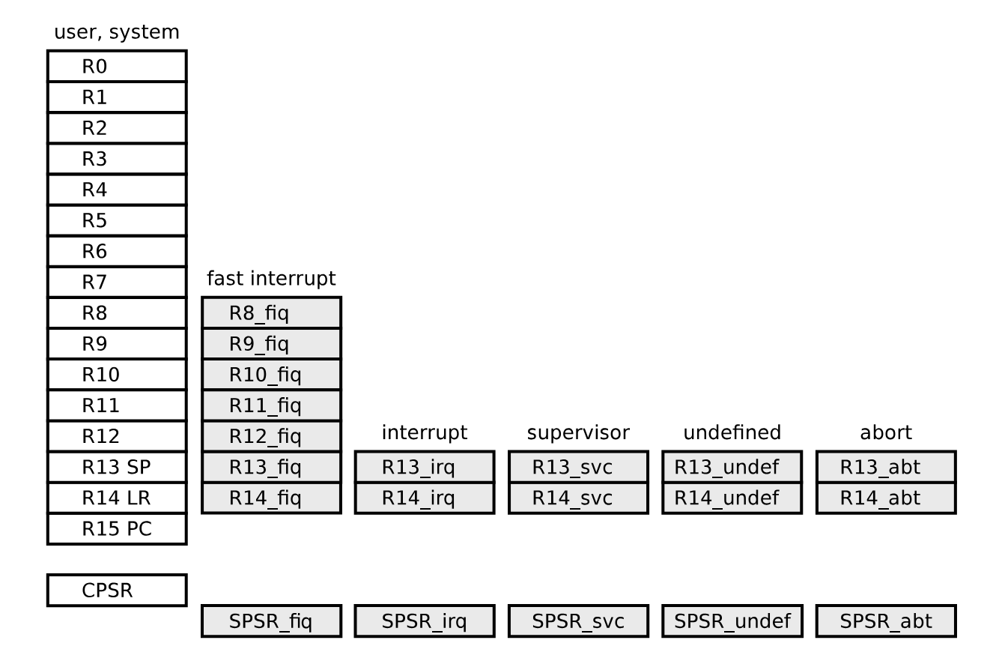 user, system
R0
R1
R2
R3
R4
R5
R6
R7
R8
R9
R10
R11
R12
R13 SP
R14 LR
R15 PC
CPSR
fast interrupt
R8_fiq
R9_fiq
R10_fiq
R11_fiq
R12_fiq
R13_fiq
R14_fiq
SPSR_fiq
interrupt
R13_irq
R14_irq
SPSR_irq
supervisor
R13_svc
R14_svc
SPSR_svc
undefined
R13_undef
R14_undef
SPSR_undef
abort
R13_abt
R14_abt
SPSR_abt